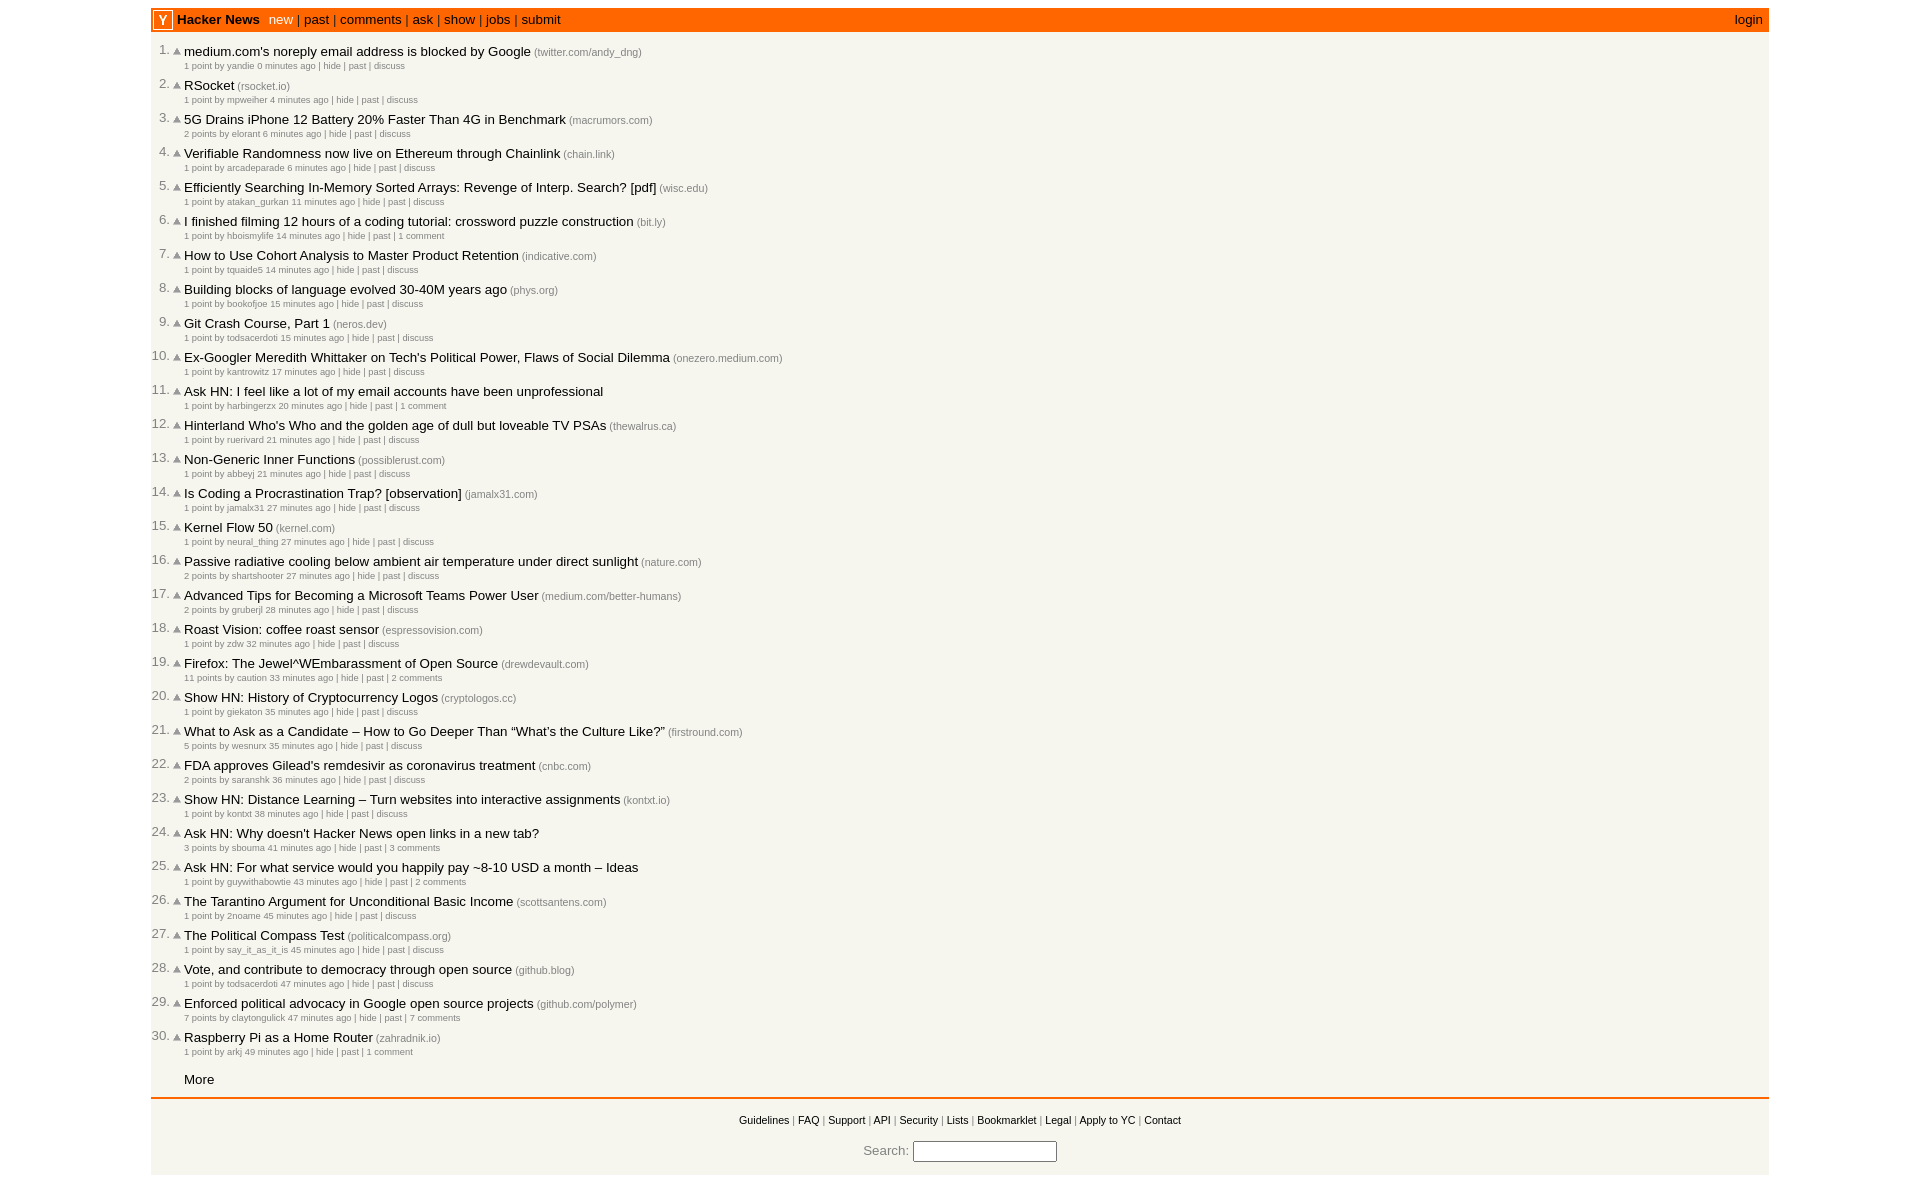 Y Hacker News new | past | comments | ask | show | jobs | submit login
1. medium.com's noreply email address is blocked by Google (twitter.com/andy_dng)
1 point by yandie 0 minutes ago | hide | past | discuss
2. RSocket (rsocket.io)
1 point by mpweiher 4 minutes ago | hide | past | discuss
3. 5G Drains iPhone 12 Battery 20% Faster Than 4G in Benchmark (macrumors.com)
2 points by elorant 6 minutes ago | hide | past | discuss
4. Verifiable Randomness now live on Ethereum through Chainlink (chain.link)
1 point by arcadeparade 6 minutes ago | hide | past | discuss
5. Efficiently Searching In-Memory Sorted Arrays: Revenge of Interp. Search? [pdf] (wisc.edu)
1 point by atakan_gurkan 11 minutes ago | hide | past | discuss
6. I finished filming 12 hours of a coding tutorial: crossword puzzle construction (bit.ly)
1 point by hboismylife 14 minutes ago | hide | past | 1 comment
7. How to Use Cohort Analysis to Master Product Retention (indicative.com)
1 point by tquaide5 14 minutes ago | hide | past | discuss
8. Building blocks of language evolved 30-40M years ago (phys.org)
1 point by bookofjoe 15 minutes ago | hide | past | discuss
9. Git Crash Course, Part 1 (neros.dev)
1 point by todsacerdoti 15 minutes ago | hide | past | discuss
10. Ex-Googler Meredith Whittaker on Tech's Political Power, Flaws of Social Dilemma (onezero.medium.com)
1 point by kantrowitz 17 minutes ago | hide | past | discuss
11. Ask HN: I feel like a lot of my email accounts have been unprofessional
1 point by harbingerzx 20 minutes ago | hide | past | 1 comment
12. Hinterland Who's Who and the golden age of dull but loveable TV PSAs (thewalrus.ca)
1 point by ruerivard 21 minutes ago | hide | past | discuss
13. Non-Generic Inner Functions (possiblerust.com)
1 point by abbeyj 21 minutes ago | hide | past | discuss
14. Is Coding a Procrastination Trap? [observation] (jamalx31.com)
1 point by jamalx31 27 minutes ago | hide | past | discuss
15. Kernel Flow 50 (kernel.com)
1 point by neural_thing 27 minutes ago | hide | past | discuss
16. Passive radiative cooling below ambient air temperature under direct sunlight (nature.com)
2 points by shartshooter 27 minutes ago | hide | past | discuss
17. Advanced Tips for Becoming a Microsoft Teams Power User (medium.com/better-humans)
2 points by gruberjl 28 minutes ago | hide | past | discuss
18. Roast Vision: coffee roast sensor (espressovision.com)
1 point by zdw 32 minutes ago | hide | past | discuss
19. Firefox: The Jewel^WEmbarassment of Open Source (drewdevault.com)
11 points by caution 33 minutes ago | hide | past | 2 comments
20. Show HN: History of Cryptocurrency Logos (cryptologos.cc)
1 point by giekaton 35 minutes ago | hide | past | discuss
21. What to Ask as a Candidate – How to Go Deeper Than “What’s the Culture Like?” (firstround.com)
5 points by wesnurx 35 minutes ago | hide | past | discuss
22. FDA approves Gilead's remdesivir as coronavirus treatment (cnbc.com)
2 points by saranshk 36 minutes ago | hide | past | discuss
23. Show HN: Distance Learning – Turn websites into interactive assignments (kontxt.io)
1 point by kontxt 38 minutes ago | hide | past | discuss
24. Ask HN: Why doesn't Hacker News open links in a new tab?
3 points by sbouma 41 minutes ago | hide | past | 3 comments
25. Ask HN: For what service would you happily pay ~8-10 USD a month – Ideas
1 point by guywithabowtie 43 minutes ago | hide | past | 2 comments
26. The Tarantino Argument for Unconditional Basic Income (scottsantens.com)
1 point by 2noame 45 minutes ago | hide | past | discuss
27. The Political Compass Test (politicalcompass.org)
1 point by say_it_as_it_is 45 minutes ago | hide | past | discuss
28. Vote, and contribute to democracy through open source (github.blog)
1 point by todsacerdoti 47 minutes ago | hide | past | discuss
29. Enforced political advocacy in Google open source projects (github.com/polymer)
7 points by claytongulick 47 minutes ago | hide | past | 7 comments
30. Raspberry Pi as a Home Router (zahradnik.io)
1 point by arkj 49 minutes ago | hide | past | 1 comment
More
Guidelines | FAQ | Support | API | Security | Lists | Bookmarklet | Legal | Apply to YC | Contact
Search: